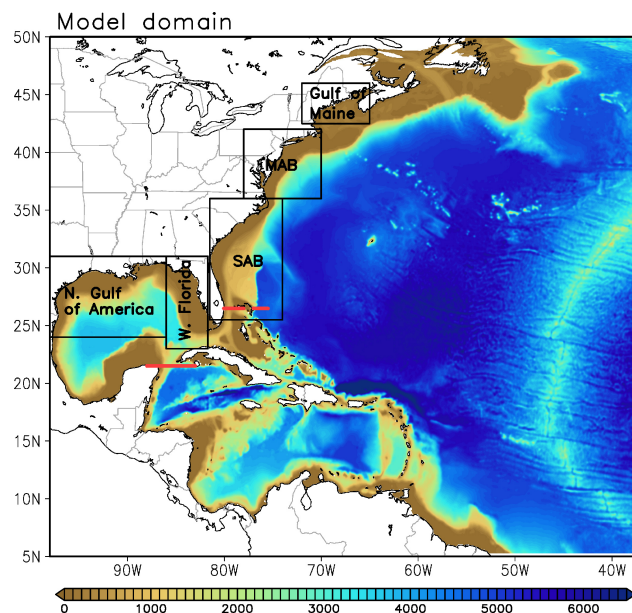 Model domain
50N
45N
40N
35N
30N
25N
20N
15N
10N
5N
Gulf of
Maine
MAB
SAB
N. Gulf
of America
W. Florida
90W
80W
70W
60W
50W
40W
0
1000
2000
3000
4000
5000
6000